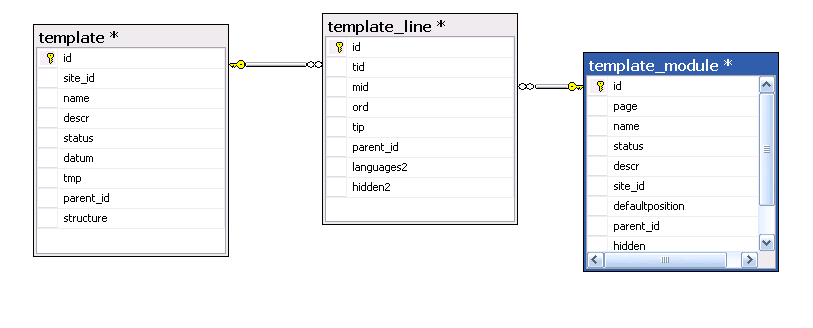 template *
id
site_id
name
descr
status
datum
tmp
parent_id
structure
template_line *
id
tid
mid
ord
tip
parent_id
languages2
hidden2
template_module *
id
page
name
status
descr
site_id
defaultposition
parent_id
hidden